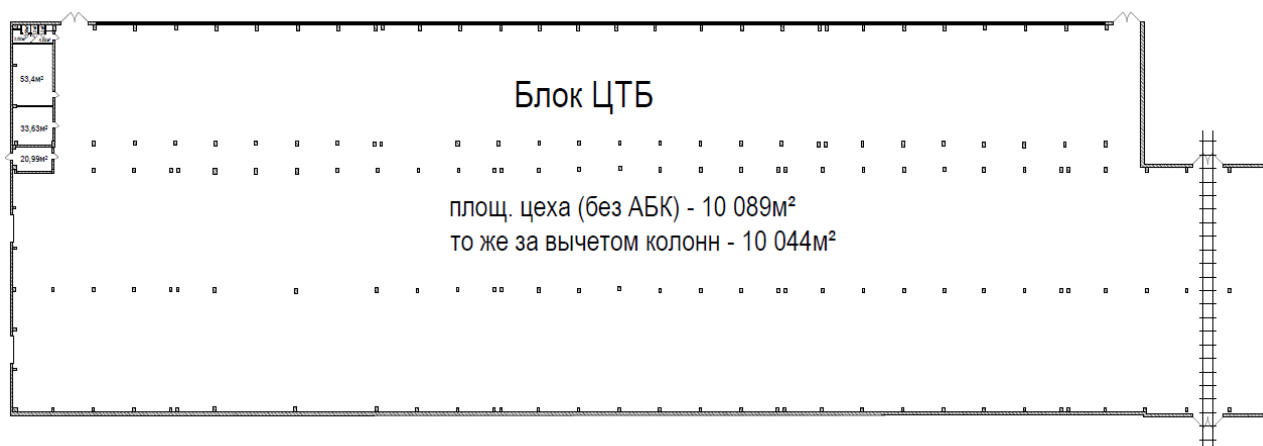 53,4м²
Блок ЦТБ
33,63м²
20,99м²
площ. цеха (без АБК) - 10 089м²
то же за вычетом колонн - 10 044м²